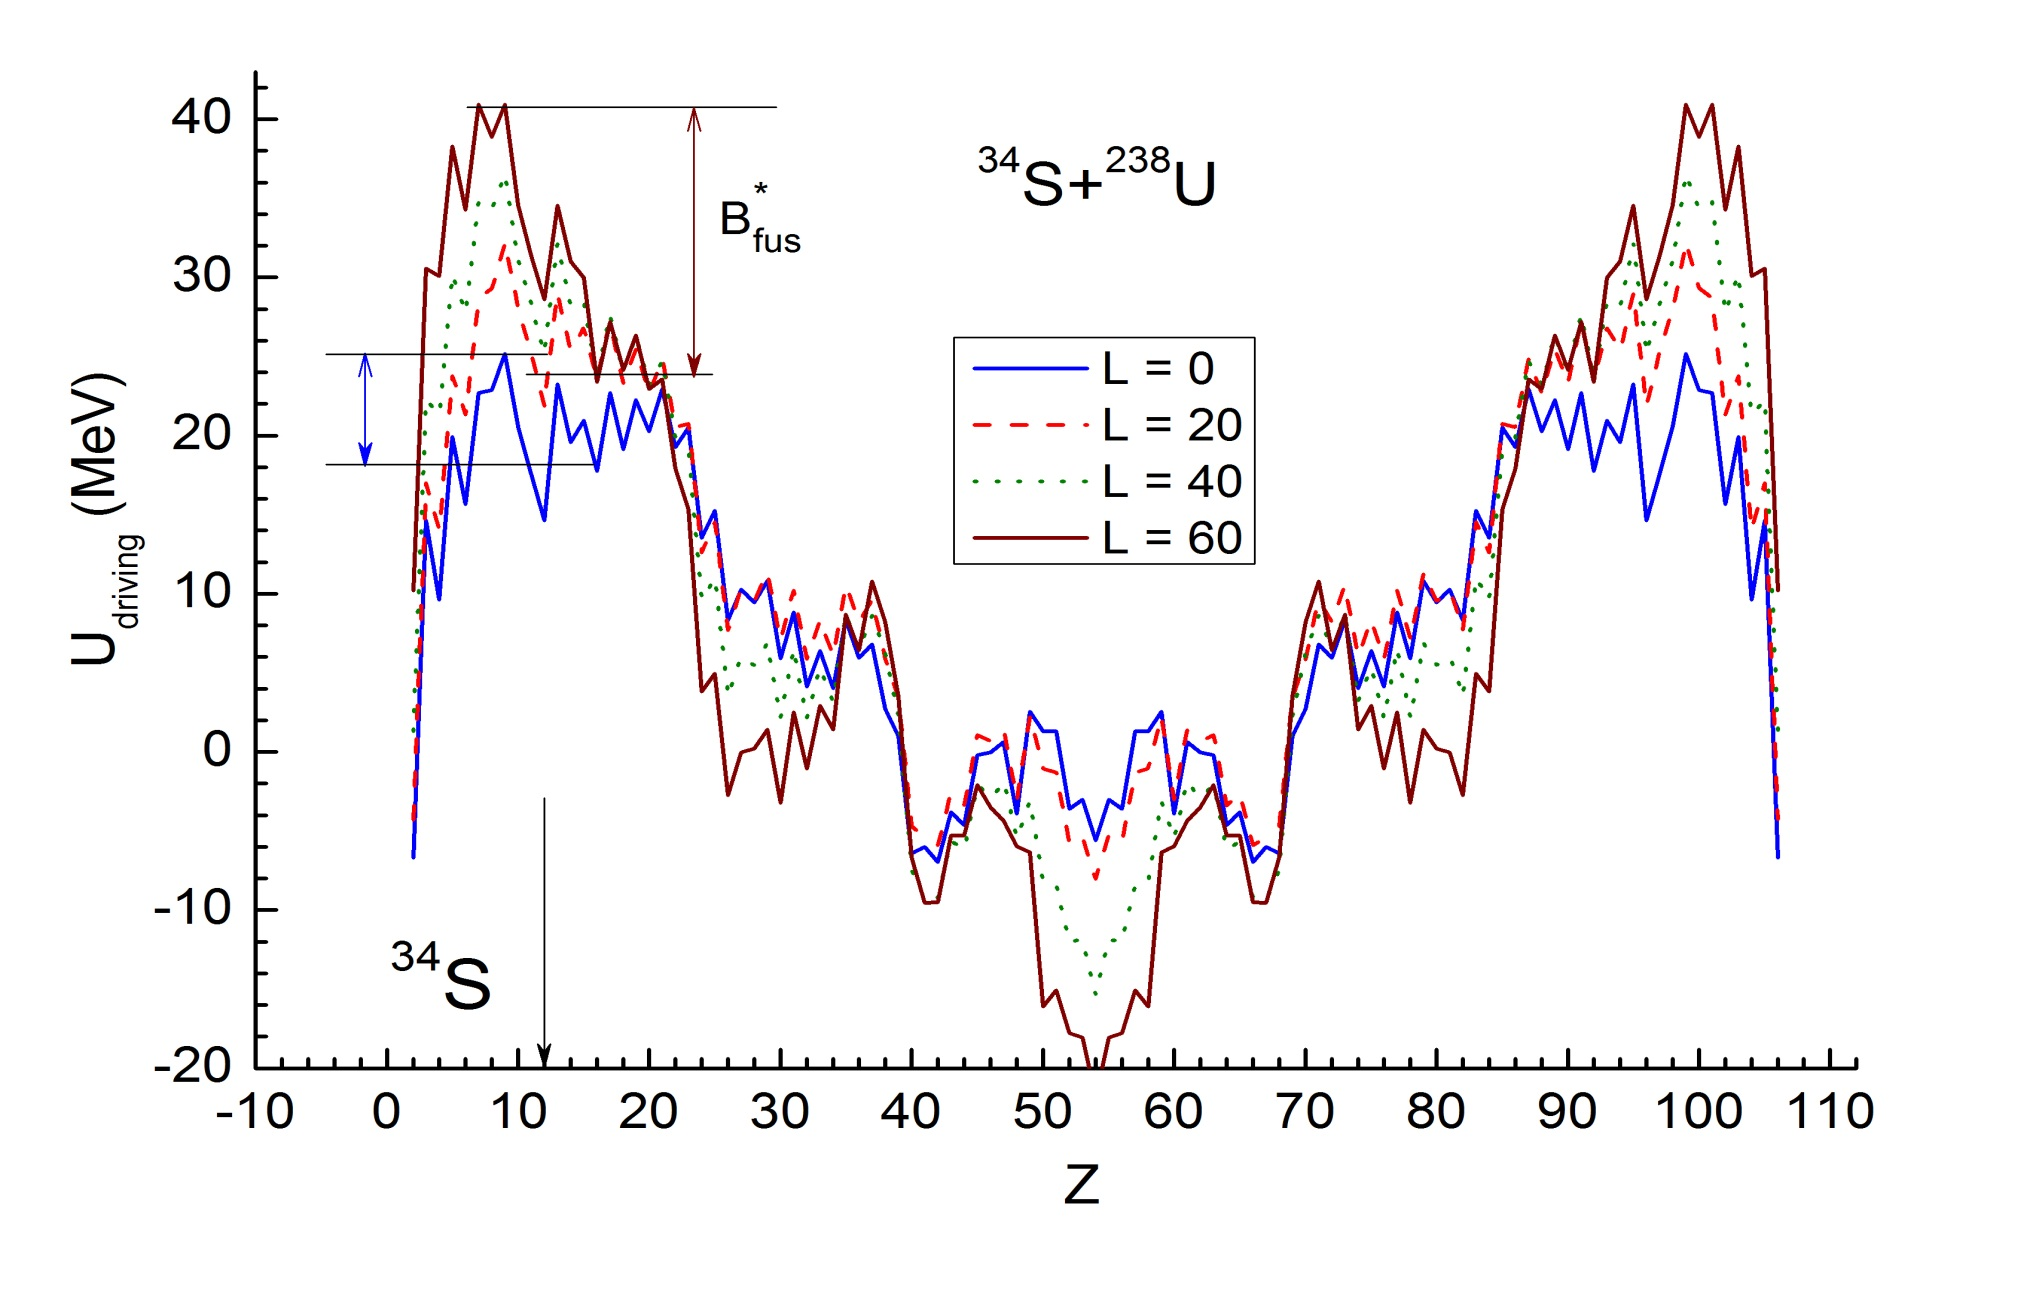 40
30
20
10
0
-10
-20
U driving (MeV)
B*fus
³⁴S+²³⁸U
L = 0
L = 20
L = 40
L = 60
³⁴S
-10 0 10 20 30 40 50 60 70 80 90 100 110
Z